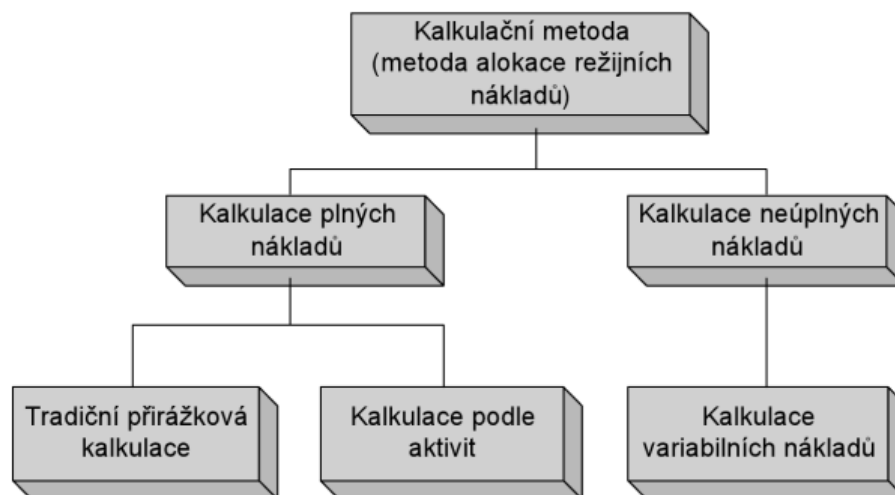 Kalkulační metoda
(metoda alokace režijních
nákladů)
Kalkulace plných
nákladů
Kalkulace neúplných
nákladů
Tradiční přirážková
kalkulace
Kalkulace podle
aktivit
Kalkulace
variabilních nákladů